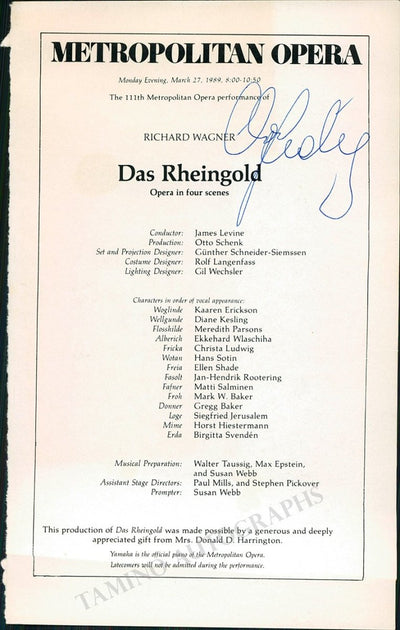 METROPOLITAN OPERA
Monday Evening, March 27, 1989, 8:00-10:50
The 111th Metropolitan Opera performance of
RICHARD WAGNER
Das Rheingold
Opera in four scenes
Conductor: James Levine
Production: Otto Schenk
Set and Projection Designer: Günther Schneider-Siemssen
Costume Designer: Rolf Langenfass
Lighting Designer: Gil Wechsler
Characters in order of vocal appearance:
Woglinde Kaaren Erickson
Wellgunde Diane Kesling
Flosshilde Meredith Parsons
Alberich Ekkehard Wlaschiha
Fricka Christa Ludwig
Wotan Hans Sotin
Freia Ellen Shade
Fasolt Jan-Hendrik Rootering
Fafner Matti Salminen
Froh Mark W. Baker
Donner Gregg Baker
Loge Siegfried Jerusalem
Mime Horst Hiestermann
Erda Birgitta Svendén
Musical Preparation: Walter Taussig, Max Epstein,
and Susan Webb
Assistant Stage Directors: Paul Mills, and Stephen Pickover
Prompter: Susan Webb
This production of Das Rheingold was made possible by a generous and deeply
appreciated gift from Mrs. Donald D. Harrington.
Yamaha is the official piano of the Metropolitan Opera.
Latecomers will not be admitted during the performance.
TAMINO AUTOGRAPHS